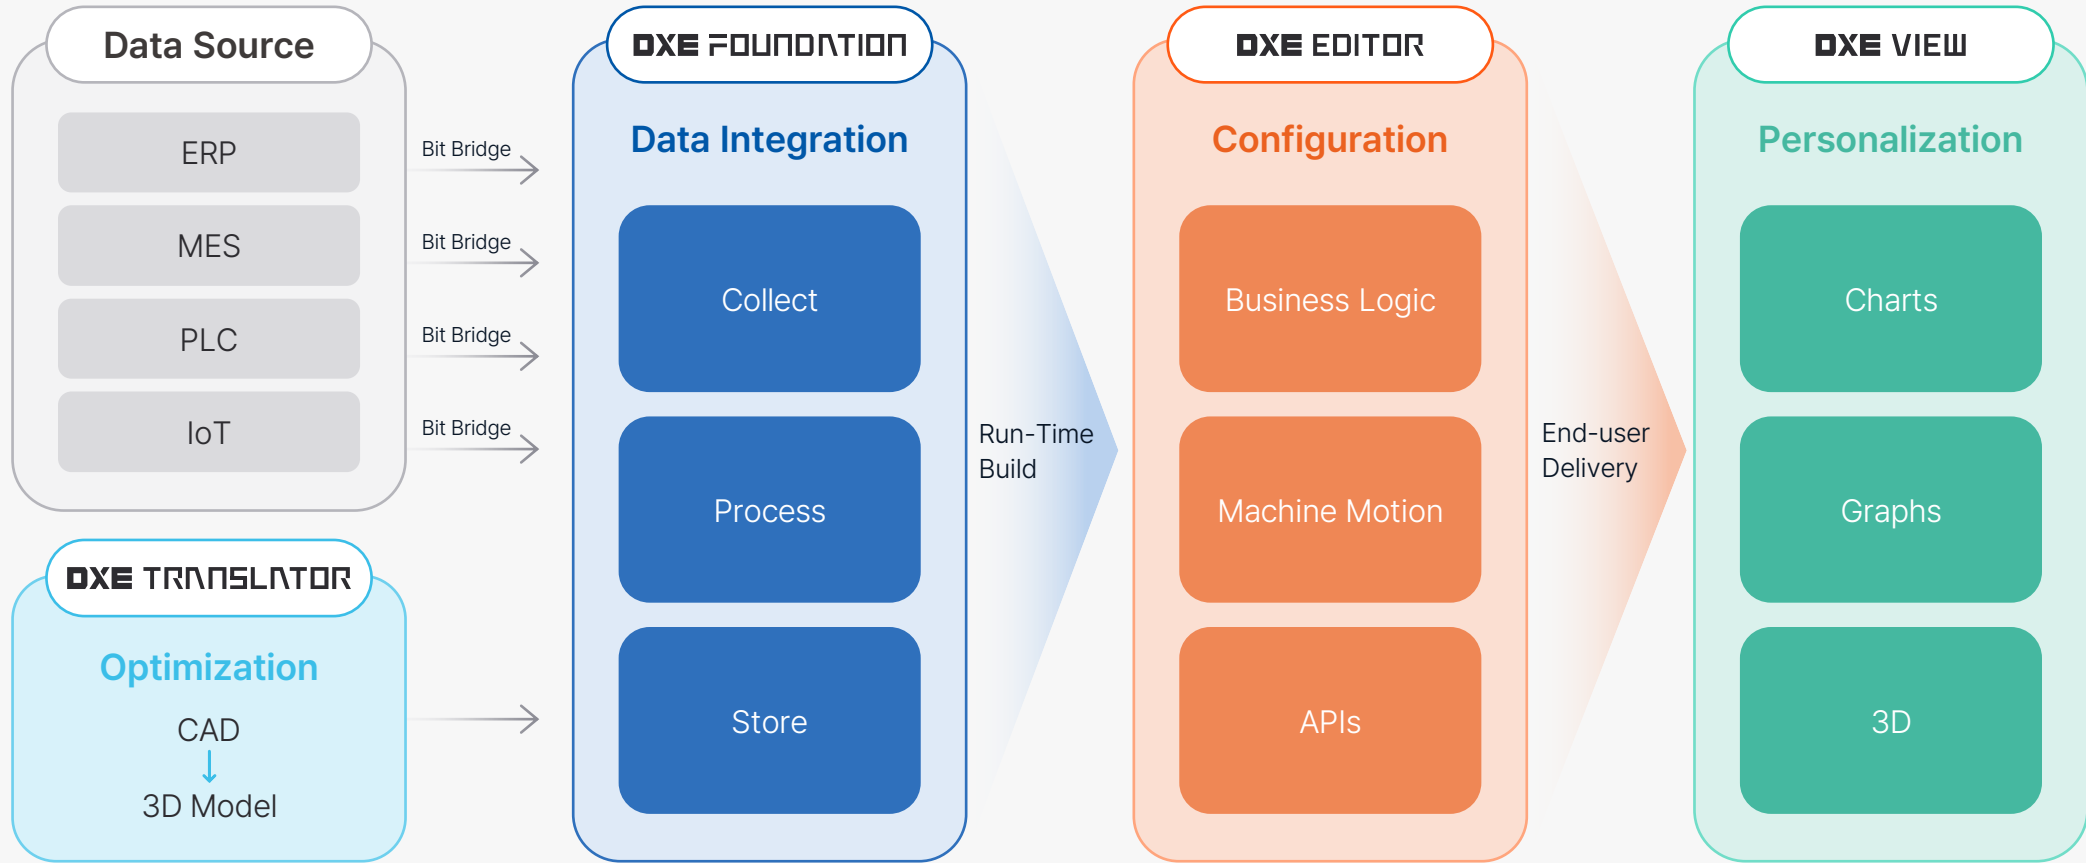 Data Source
ERP
MES
PLC
IoT
Bit Bridge
Bit Bridge
Bit Bridge
Bit Bridge
DXE TRANSLATOR
Optimization
CAD
3D Model
DXE FOUNDATION
Data Integration
Collect
Process
Store
Run-Time
Build
DXE EDITOR
Configuration
Business Logic
Machine Motion
APIs
End-user
Delivery
DXE VIEW
Personalization
Charts
Graphs
3D